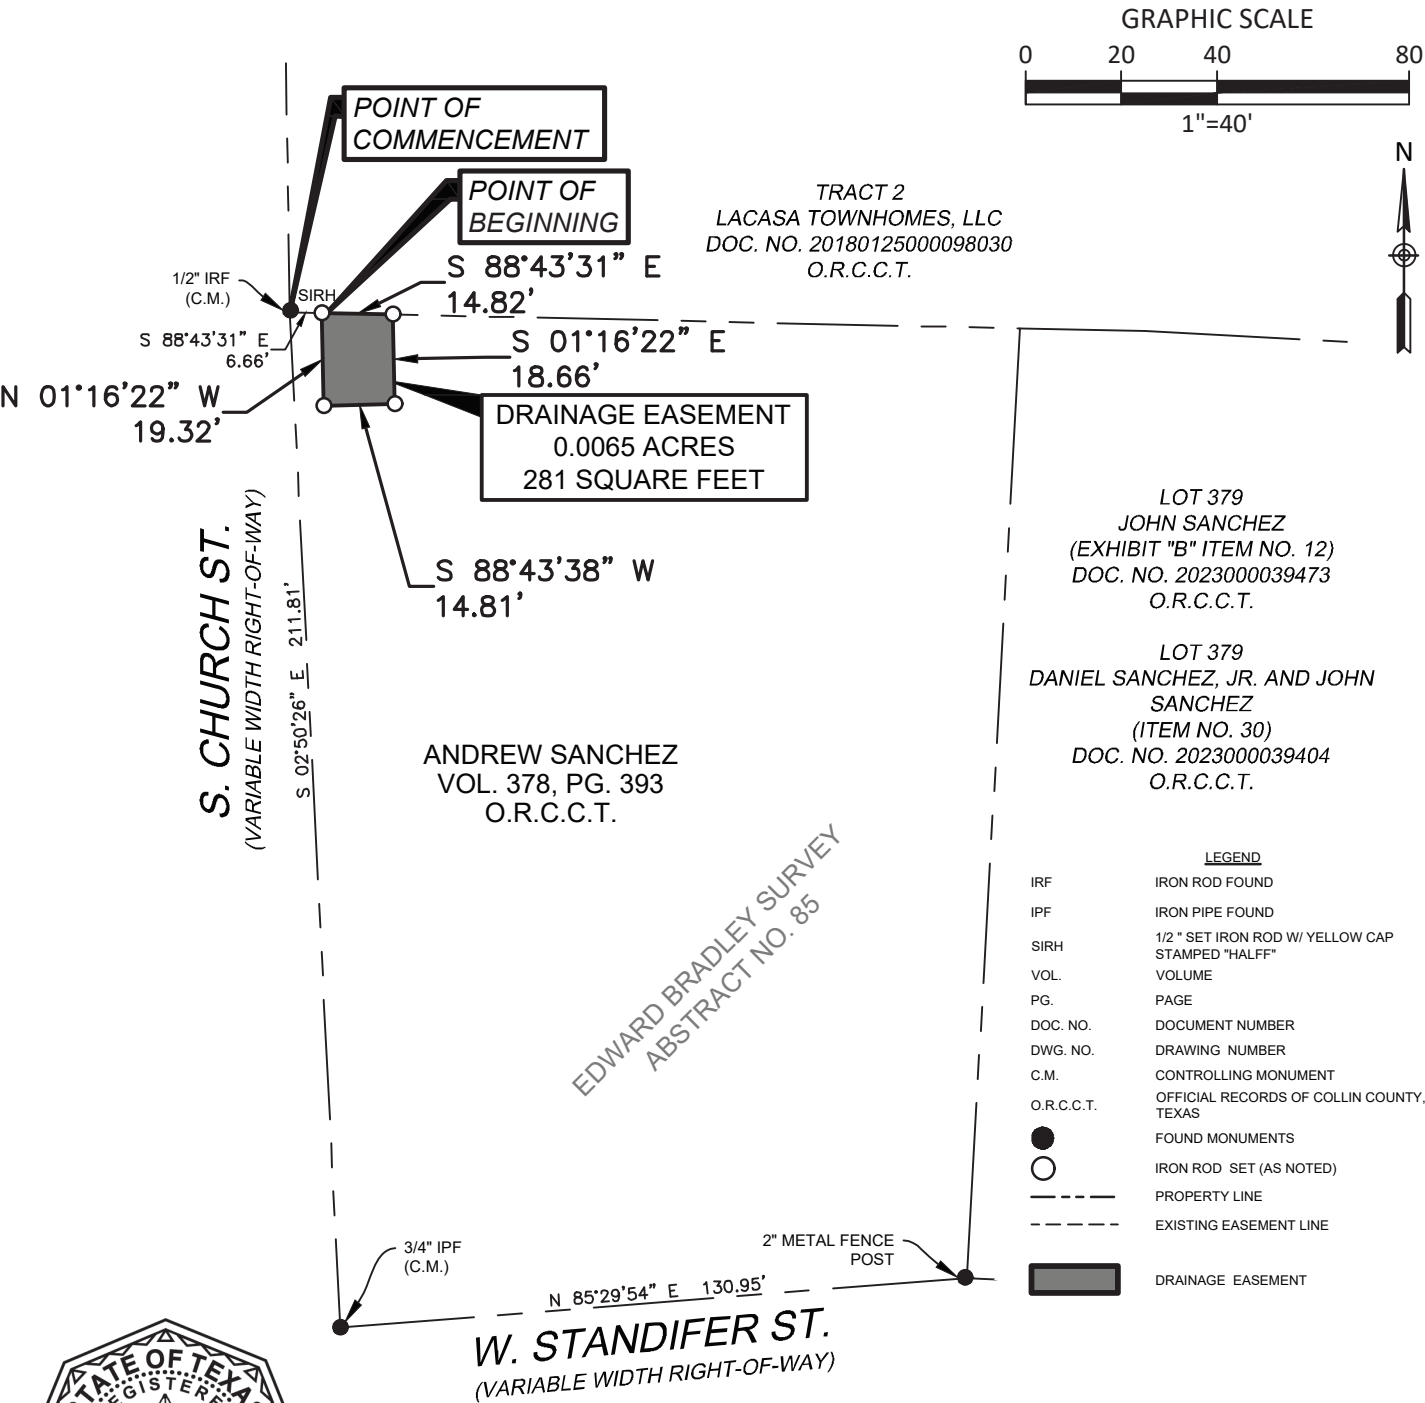 GRAPHIC SCALE
0 20 40 80
1"=40'
N
POINT OF
COMMENCEMENT
POINT OF
BEGINNING
TRACT 2
LACASA TOWNHOMES, LLC
DOC. NO. 20180125000098030
O.R.C.C.T.
S 88°43'31" E
14.82'
1/2" IRF
(C.M.)
SIRH
S 88°43'31" E
6.66'
S 01°16'22" E
18.66'
N 01°16'22" W
19.32'
DRAINAGE EASEMENT
0.0065 ACRES
281 SQUARE FEET
S 88°43'38" W
14.81'
S. CHURCH ST.
(VARIABLE WIDTH RIGHT-OF-WAY)
S 02°50'26" E 211.81'
LOT 379
JOHN SANCHEZ
(EXHIBIT "B" ITEM NO. 12)
DOC. NO. 2023000039473
O.R.C.C.T.
LOT 379
DANIEL SANCHEZ, JR. AND JOHN
SANCHEZ
(ITEM NO. 30)
DOC. NO. 2023000039404
O.R.C.C.T.
ANDREW SANCHEZ
VOL. 378, PG. 393
O.R.C.C.T.
EDWARD BRADLEY SURVEY
ABSTRACT NO. 85
LEGEND
IRF IRON ROD FOUND
IPF IRON PIPE FOUND
SIRH 1/2 " SET IRON ROD W/ YELLOW CAP
STAMPED "HALFF"
VOL. VOLUME
PG. PAGE
DOC. NO. DOCUMENT NUMBER
DWG. NO. DRAWING NUMBER
C.M. CONTROLLING MONUMENT
O.R.C.C.T. OFFICIAL RECORDS OF COLLIN COUNTY,
TEXAS
FOUND MONUMENTS
IRON ROD SET (AS NOTED)
PROPERTY LINE
EXISTING EASEMENT LINE
DRAINAGE EASEMENT
3/4" IPF
(C.M.)
2" METAL FENCE
POST
N 85°29'54" E 130.95'
W. STANDIFER ST.
(VARIABLE WIDTH RIGHT-OF-WAY)
STATE OF TEXAS